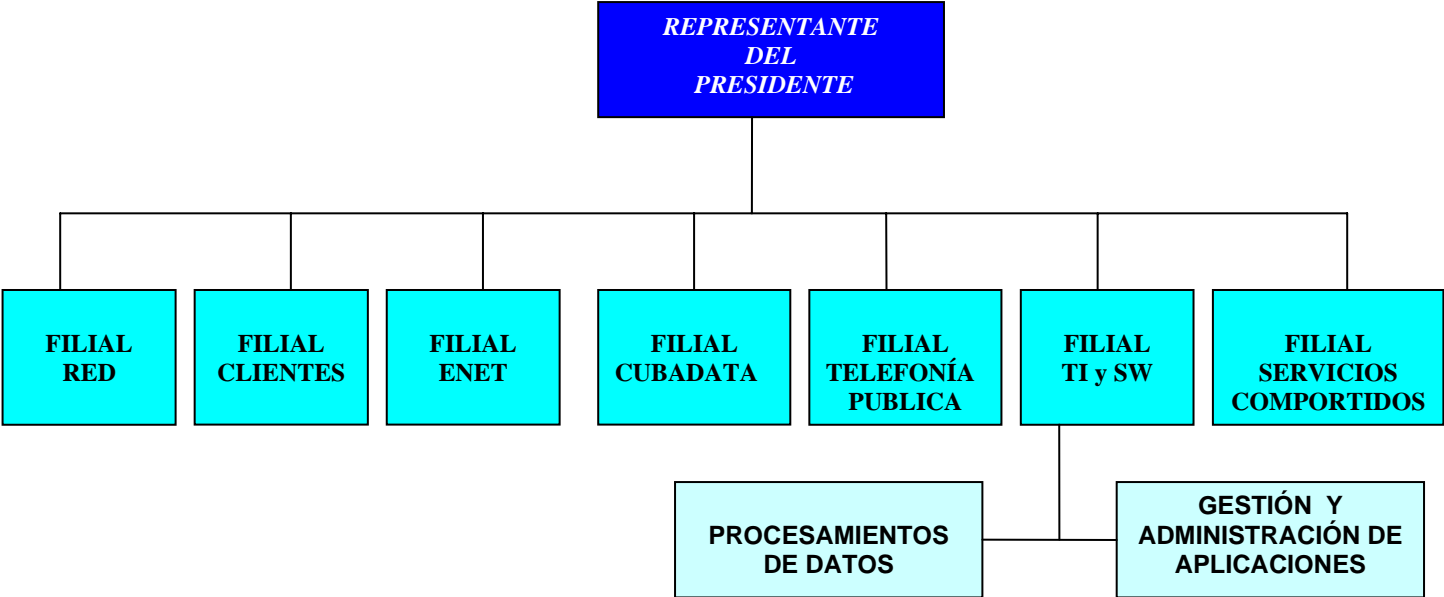 REPRESENTANTE
DEL
PRESIDENTE
FILIAL
RED
FILIAL
CLIENTES
FILIAL
ENET
FILIAL
CUBADATA
FILIAL
TELEFONÍA
PUBLICA
FILIAL
TI y SW
FILIAL
SERVICIOS
COMPORTIDOS
PROCESAMIENTOS
DE DATOS
GESTIÓN Y
ADMINISTRACIÓN DE
APLICACIONES